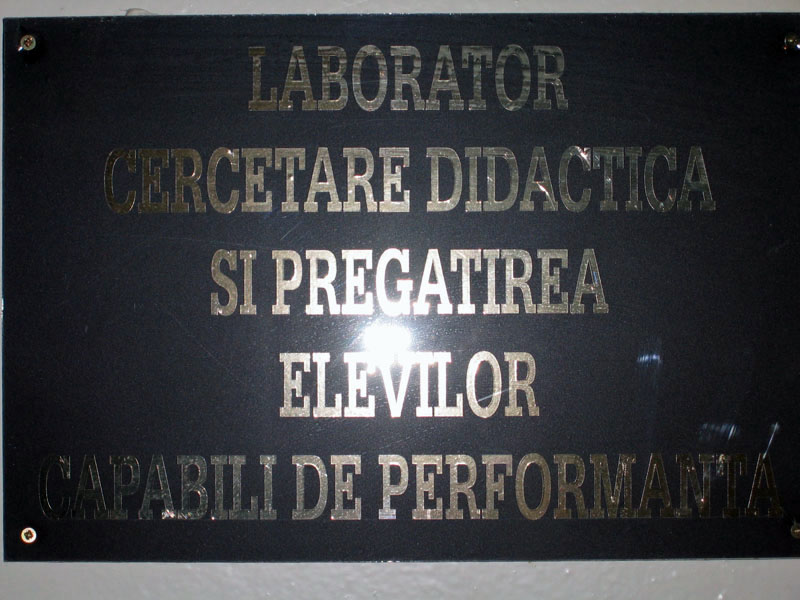 LABORATOR
CERCETARE DIDACTICA
SI PREGATIREA
ELEVILOR
CAPABILI DE PERFORMANTA